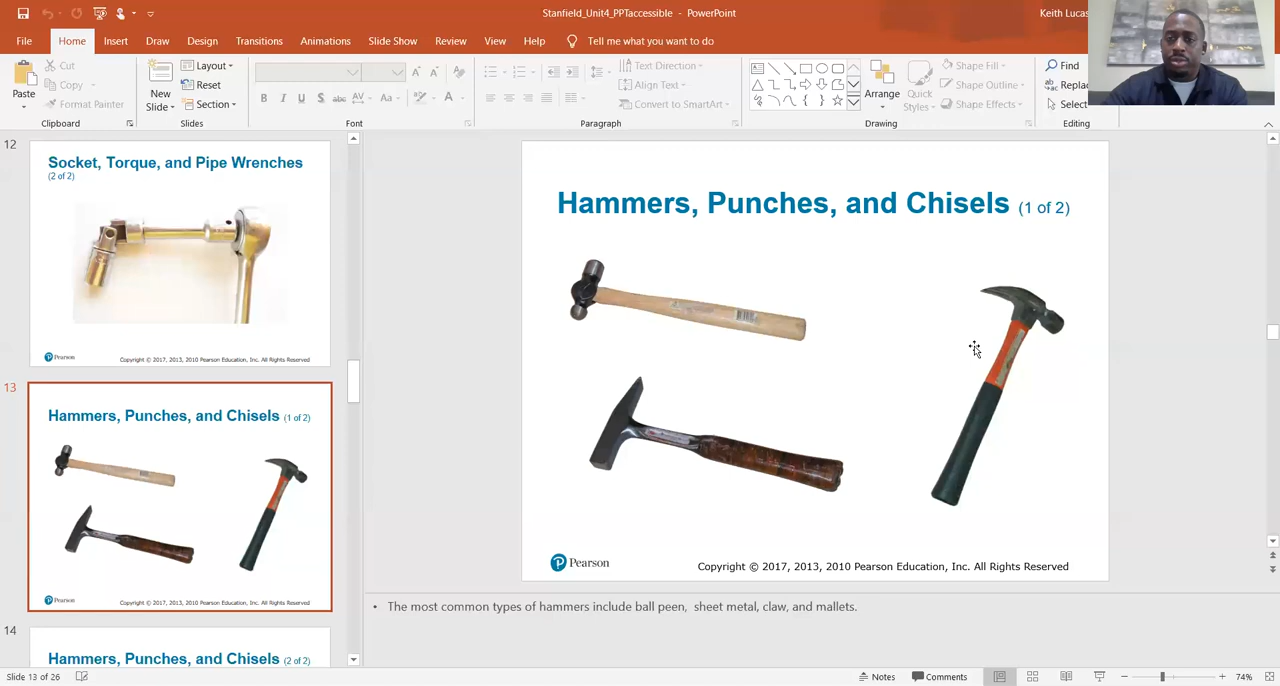 Stanfield_Unit4_PPTaccessible - PowerPoint
Keith Lucas
File Home Insert Draw Design Transitions Animations Slide Show Review View Help Tell me what you want to do
Paste
Cut
Copy
Format Painter
Clipboard
New Slide
Layout
Reset
Section
Slides
B I U S abc AV Aa A
Font
Text Direction
Align Text
Convert to SmartArt
Paragraph
Arrange
Quick Styles
Shape Fill
Shape Outline
Shape Effects
Drawing
Find
Replac
Select
Editing
12
Socket, Torque, and Pipe Wrenches
(2 of 2)
Pearson
Copyright © 2017, 2013, 2010 Pearson Education, Inc. All Rights Reserved
13
Hammers, Punches, and Chisels (1 of 2)
Pearson
Copyright © 2017, 2013, 2010 Pearson Education, Inc. All Rights Reserved
14
Hammers, Punches, and Chisels (2 of 2)
Hammers, Punches, and Chisels (1 of 2)
Pearson
Copyright © 2017, 2013, 2010 Pearson Education, Inc. All Rights Reserved
• The most common types of hammers include ball peen, sheet metal, claw, and mallets.
Slide 13 of 26
Notes
Comments
74%